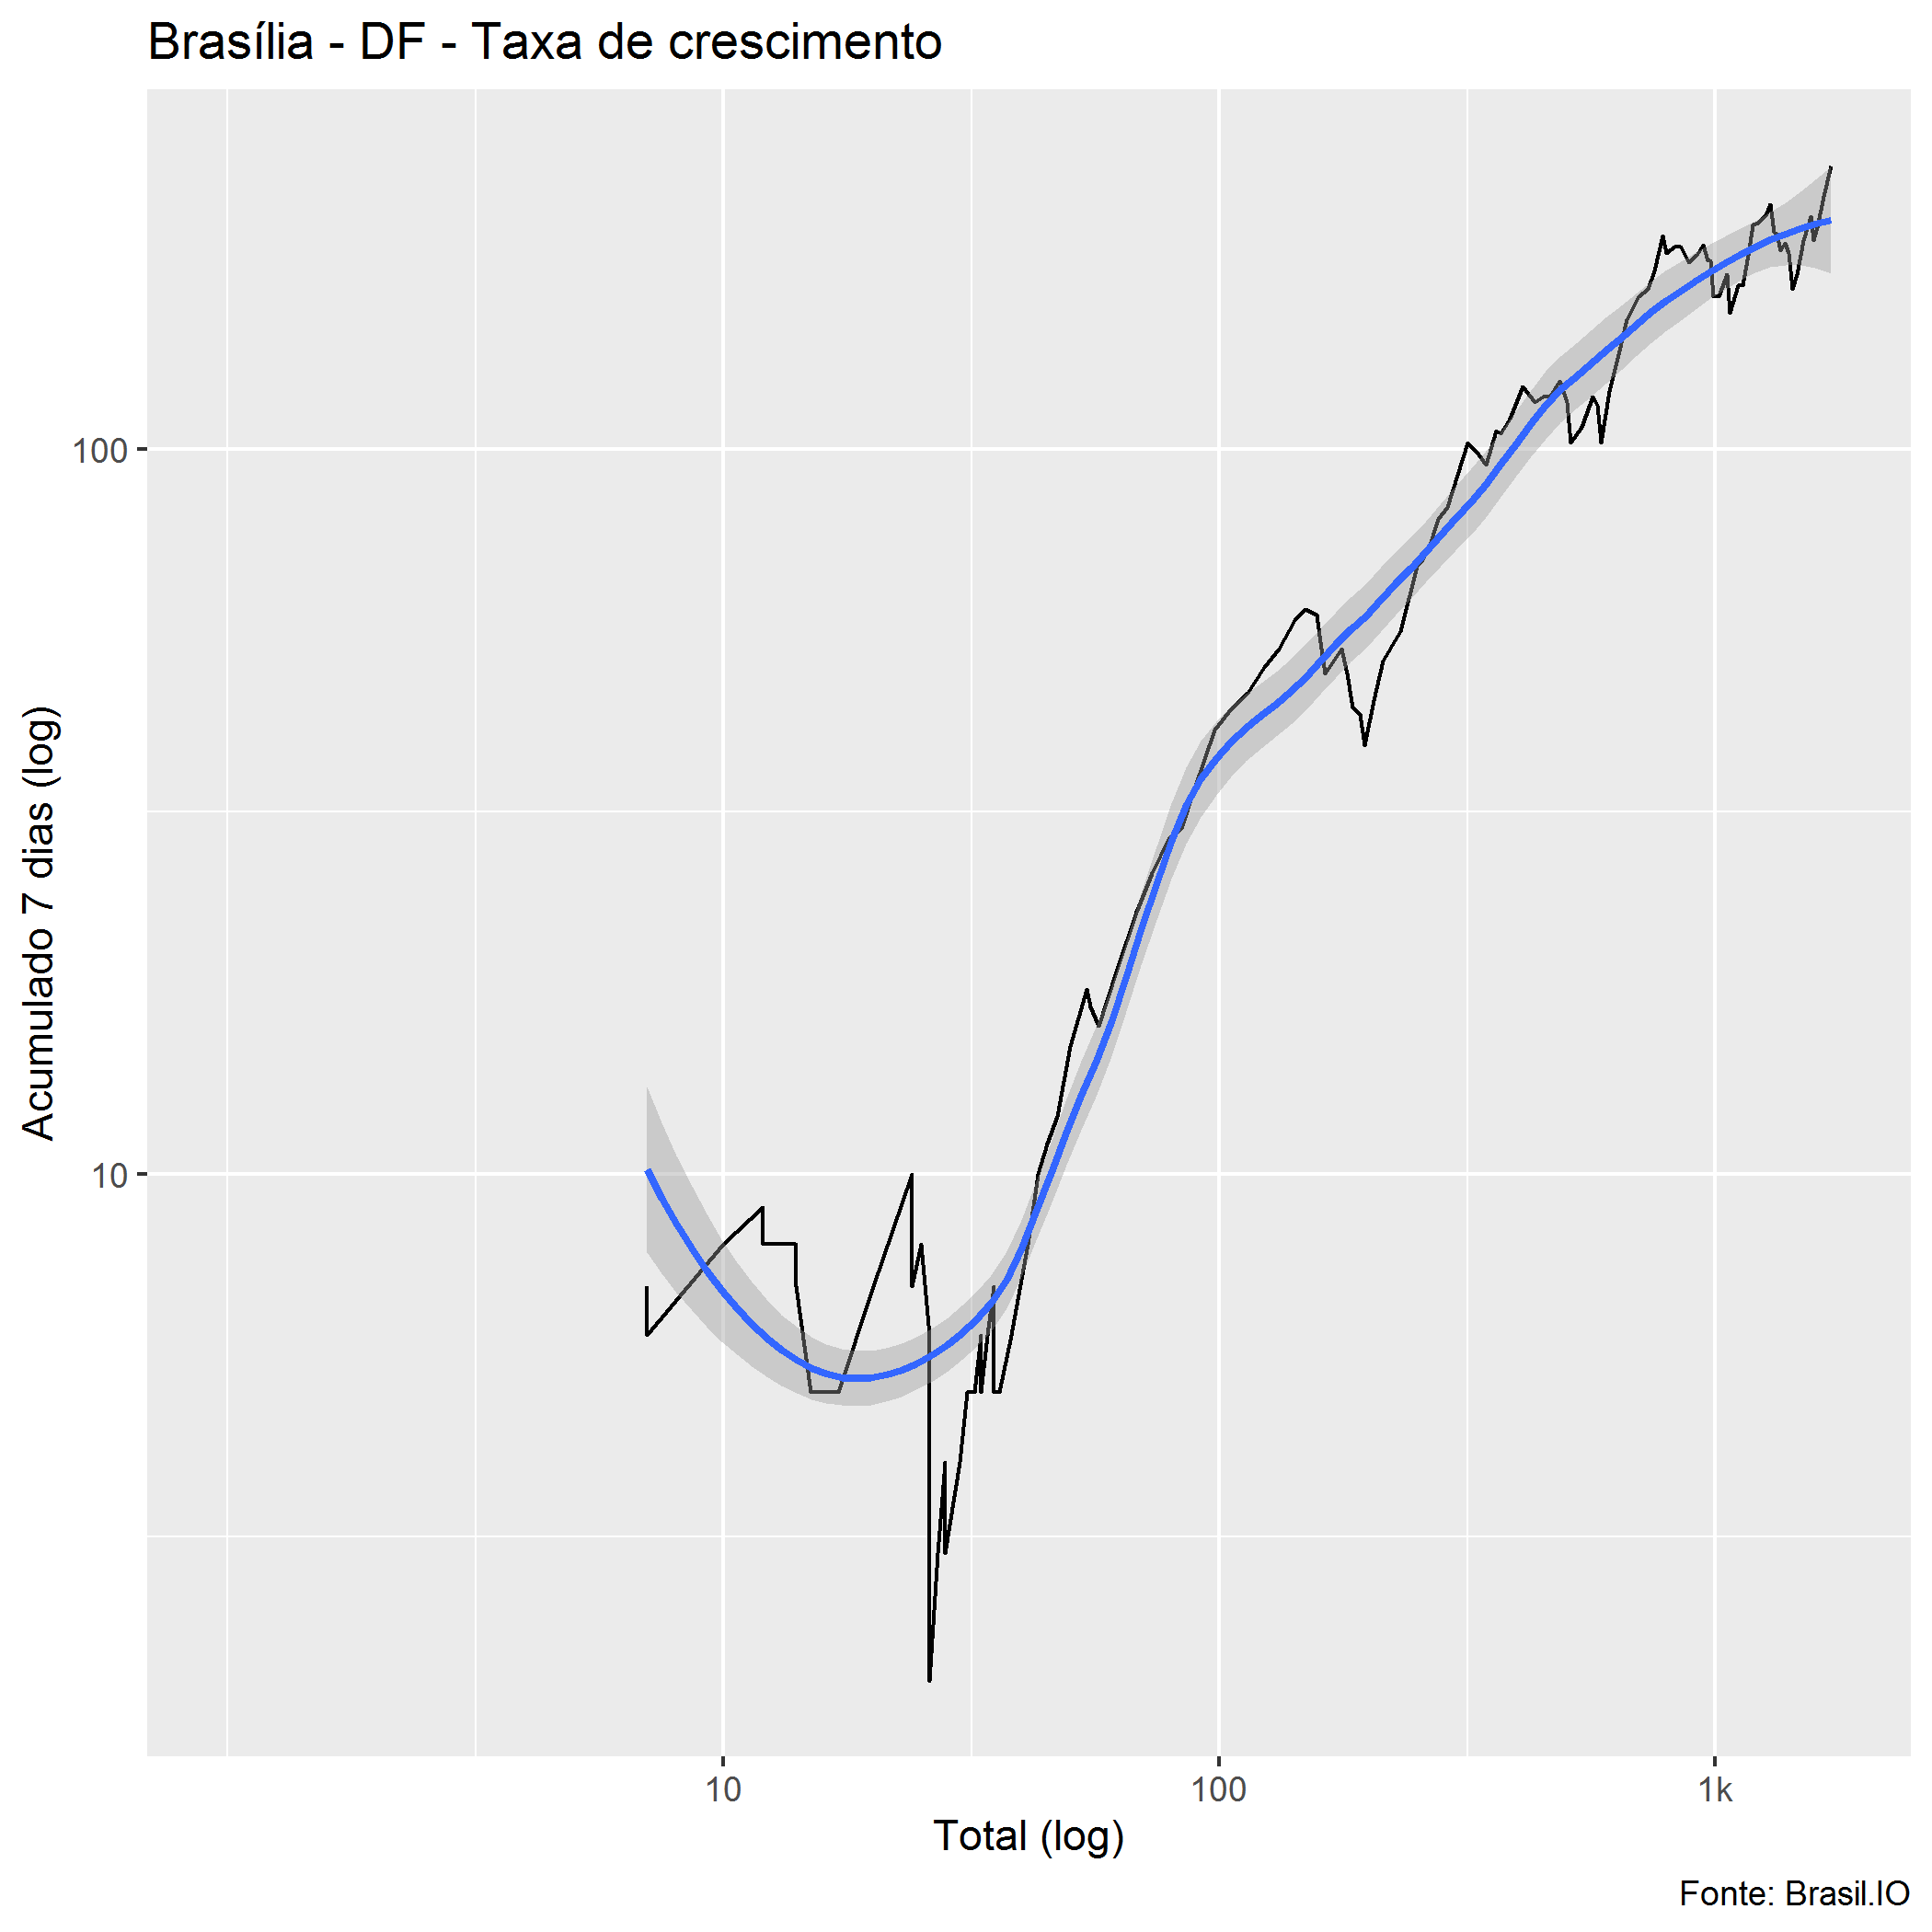 Brasília - DF - Taxa de crescimento
Acumulado 7 dias (log)
100
10
10
100
1k
Total (log)
Fonte: Brasil.IO